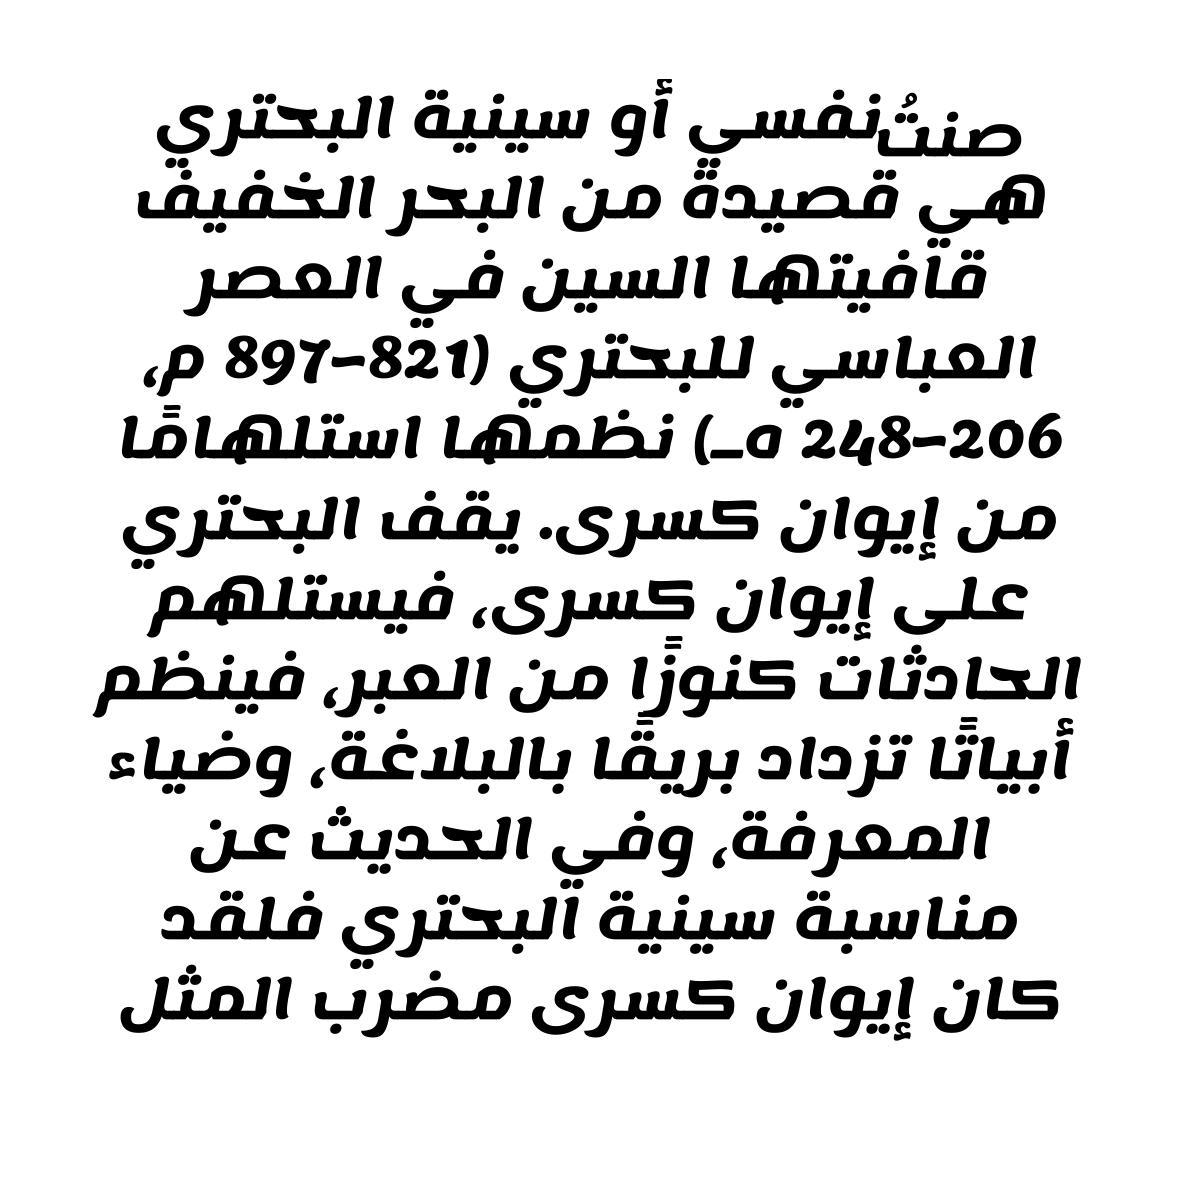 صنتُ نفسي أو سينية البحتري
هي قصيدة من البحر الخفيف
قافيتها السين في العصر
العباسي للبحتري (821–897 م،
206–248 هـ) نظمها استلهامًا
من إيوان كسرى. يقف البحتري
على إيوان كسرى، فيستلهم
الحادثات كنوزًا من العبر، فينظم
أبياتًا تزداد بريقًا بالبلاغة، وضياء
المعرفة، وفي الحديث عن
مناسبة سينية البحتري فلقد
كان إيوان كسرى مضرب المثل